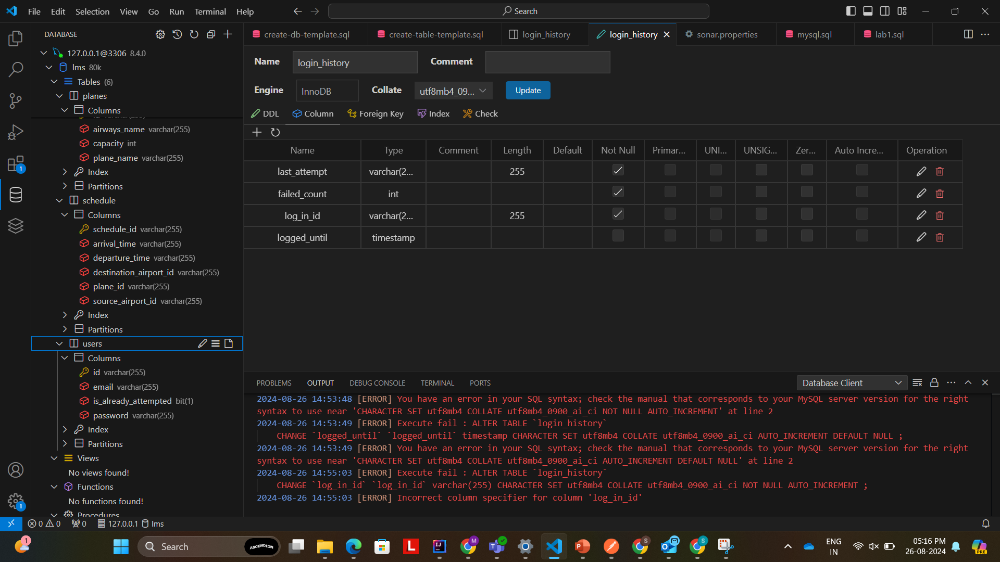 File Edit Selection View Go Run Terminal Help Search
DATABASE
create-db-template.sql create-table-template.sql login_history login_history sonar.properties mysql.sql lab1.sql
127.0.0.1@3306 8.4.0
lms 80k
Tables (6)
planes
Columns
airways_name varchar(255)
capacity int
plane_name varchar(255)
Index
Partitions
schedule
Columns
schedule_id varchar(255)
arrival_time varchar(255)
departure_time varchar(255)
destination_airport_id varchar(255)
plane_id varchar(255)
source_airport_id varchar(255)
Index
Partitions
users
Columns
id varchar(255)
email varchar(255)
is_already_attempted bit(1)
password varchar(255)
Index
Partitions
Views
No views found!
Functions
No functions found!
Procedures
Name login_history Comment
Engine InnoDB Collate utf8mb4_09... Update
DDL Column Foreign Key Index Check
Name Type Comment Length Default Not Null Primar... UNI... UNSIG... Zer... Auto Incre... Operation
last_attempt varchar(2... 255
failed_count int
log_in_id varchar(2... 255
logged_until timestamp
PROBLEMS OUTPUT DEBUG CONSOLE TERMINAL PORTS Database Client
2024-08-26 14:53:48 [ERROR] You have an error in your SQL syntax; check the manual that corresponds to your MySQL server version for the right
syntax to use near 'CHARACTER SET utf8mb4 COLLATE utf8mb4_0900_ai_ci NOT NULL AUTO_INCREMENT' at line 2
2024-08-26 14:53:49 [ERROR] Execute fail : ALTER TABLE `login_history`
CHANGE `logged_until` `logged_until` timestamp CHARACTER SET utf8mb4 COLLATE utf8mb4_0900_ai_ci AUTO_INCREMENT DEFAULT NULL ;
2024-08-26 14:53:49 [ERROR] You have an error in your SQL syntax; check the manual that corresponds to your MySQL server version for the right
syntax to use near 'CHARACTER SET utf8mb4 COLLATE utf8mb4_0900_ai_ci AUTO_INCREMENT DEFAULT NULL' at line 2
2024-08-26 14:55:03 [ERROR] Execute fail : ALTER TABLE `login_history`
CHANGE `log_in_id` `log_in_id` varchar(255) CHARACTER SET utf8mb4 COLLATE utf8mb4_0900_ai_ci NOT NULL AUTO_INCREMENT ;
2024-08-26 14:55:03 [ERROR] Incorrect column specifier for column 'log_in_id'
1
1
0 0 0 127.0.0.1 lms
1 Search ASCENDION IJ M T P S S ENG 05:16 PM
IN 26-08-2024 PRE